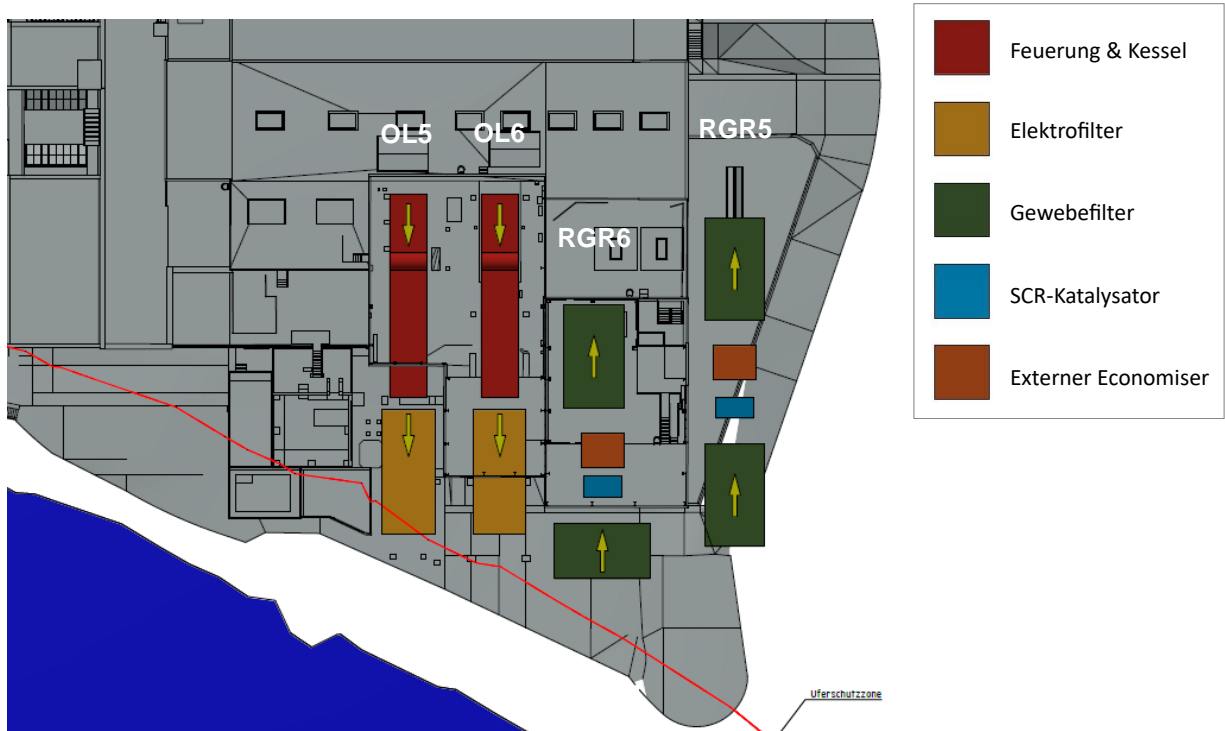 OL5
OL6
RGR5
RGR6
Uferschutzzone
Feuerung & Kessel
Elektrofilter
Gewebefilter
SCR-Katalysator
Externer Economiser